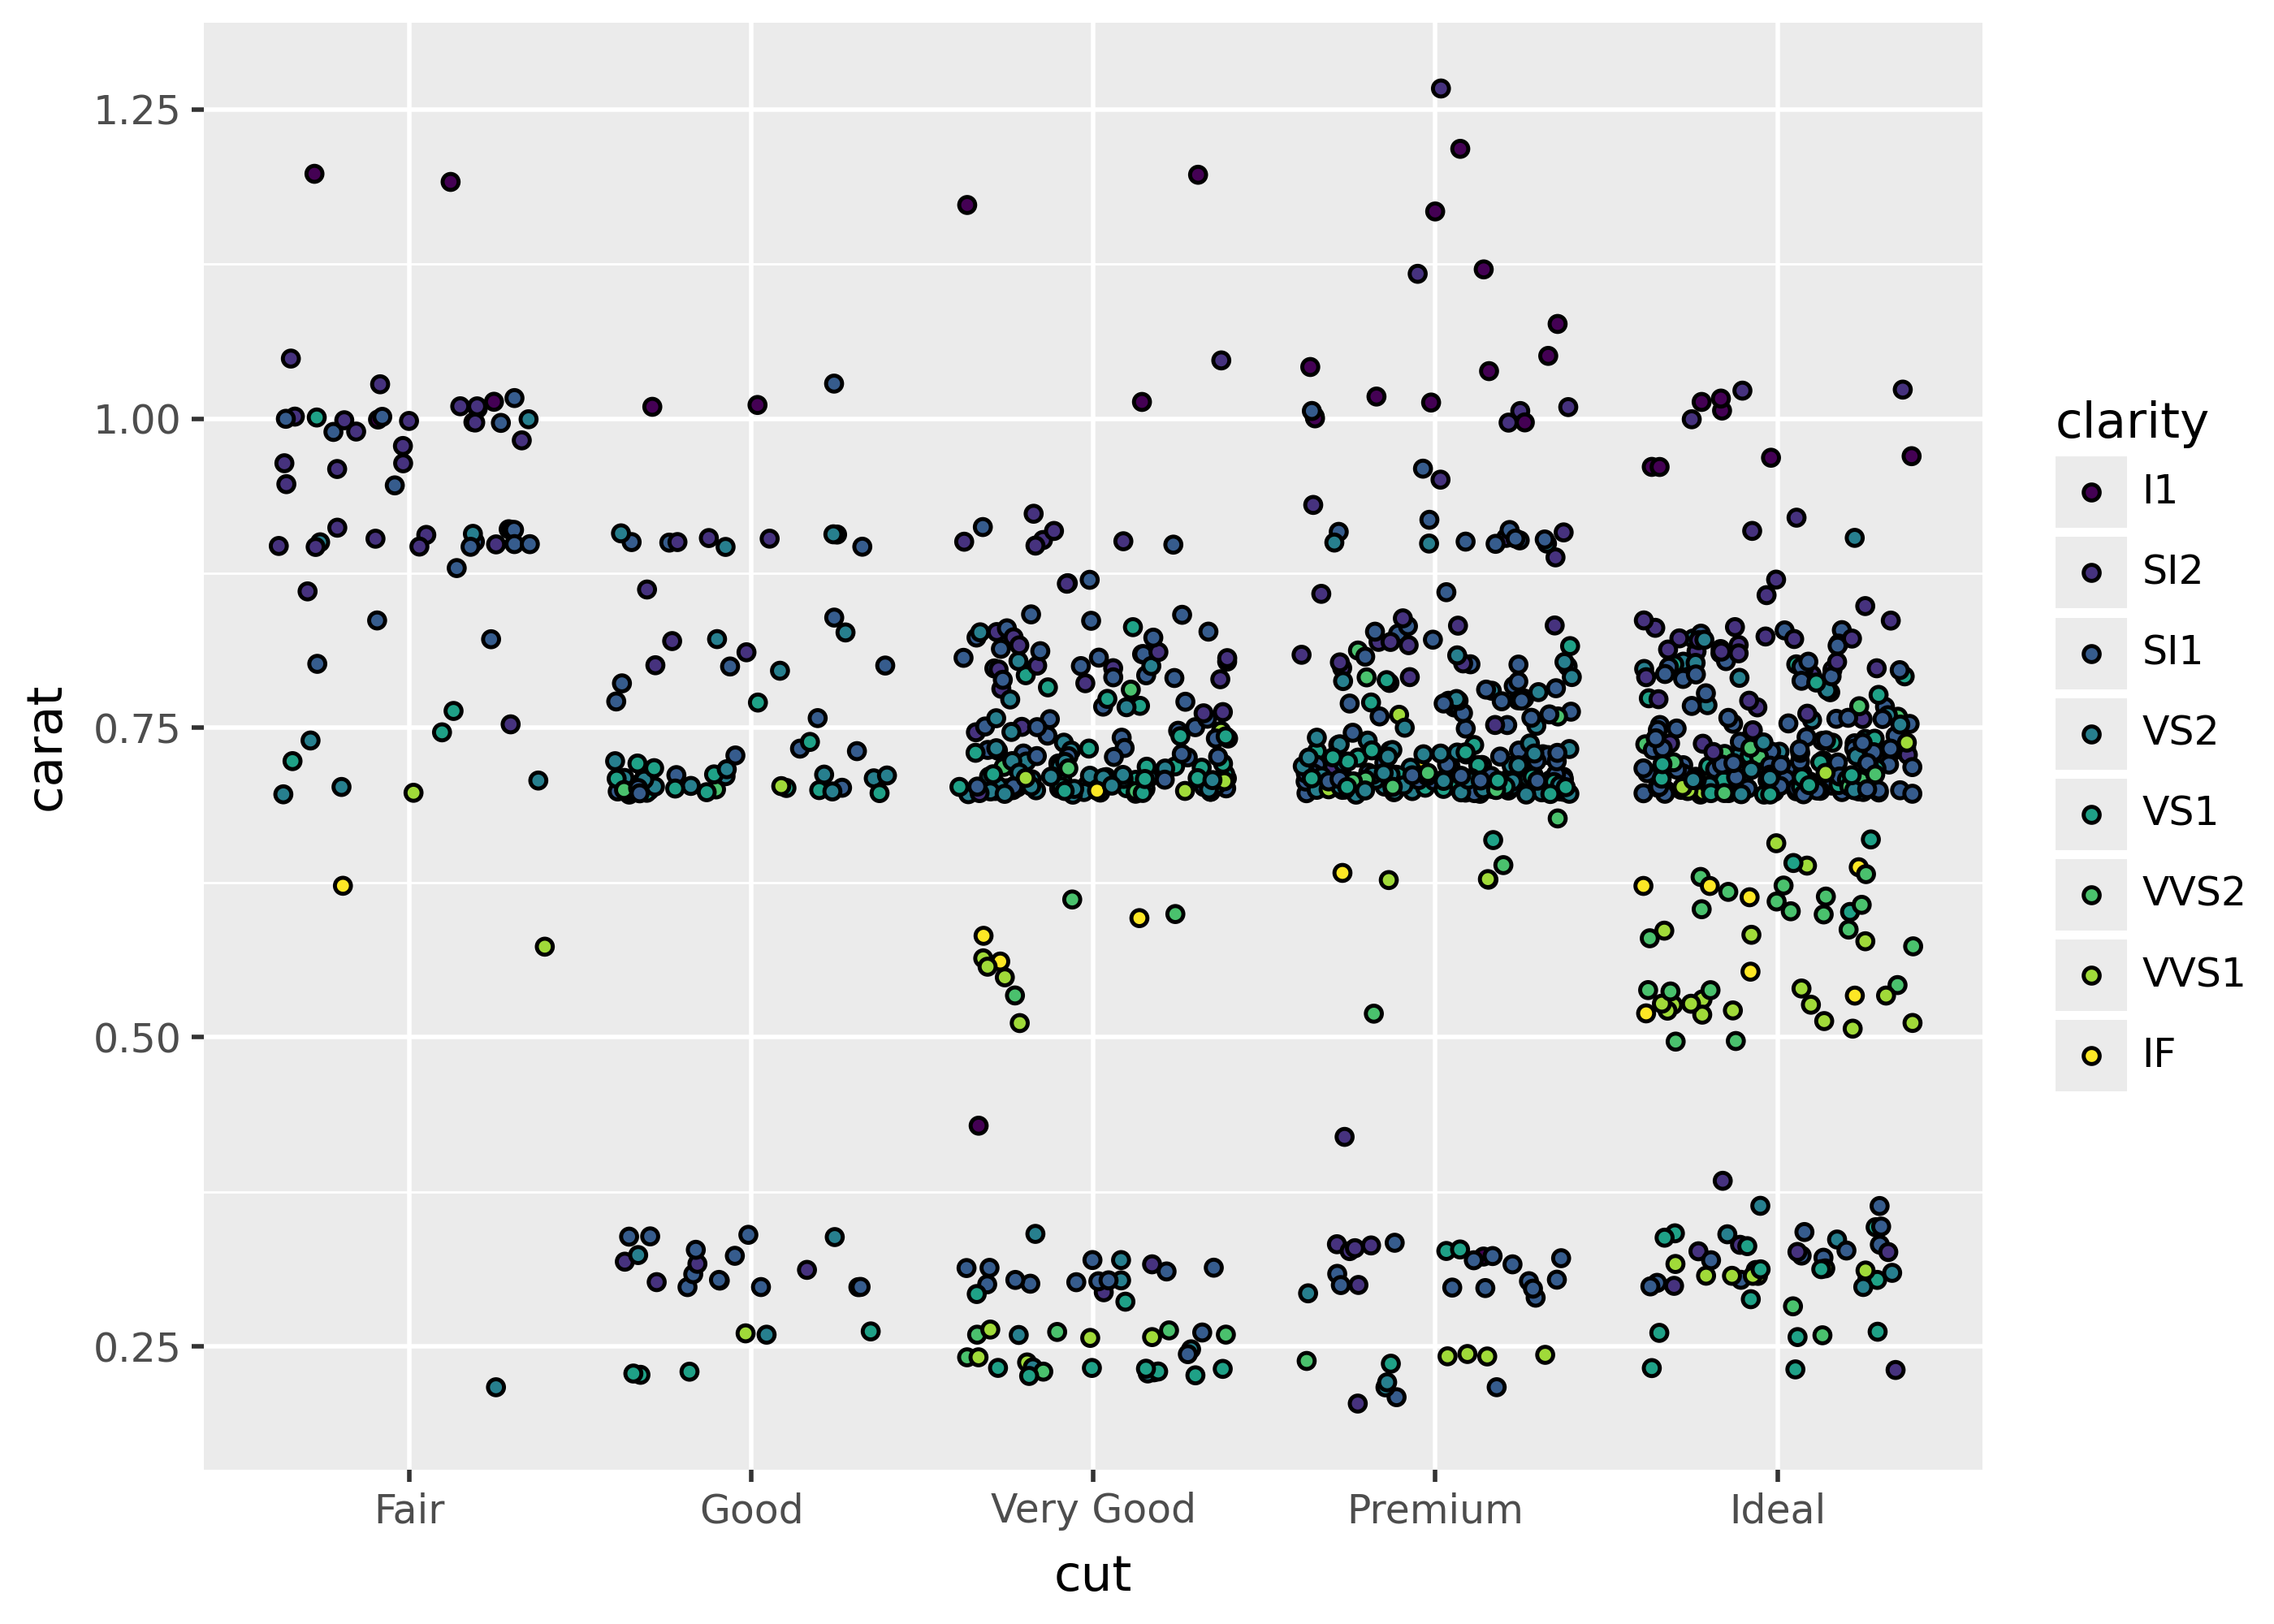 1.25
1.00
0.75
0.50
0.25
carat
Fair
Good
Very Good
Premium
Ideal
cut
clarity
I1
SI2
SI1
VS2
VS1
VVS2
VVS1
IF